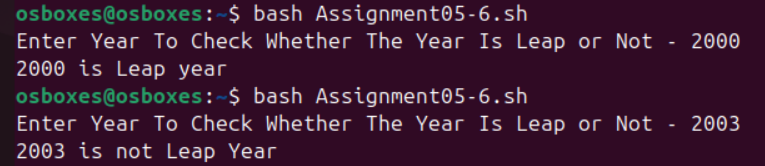 osboxes@osboxes:~$ bash Assignment05-6.sh
Enter Year To Check Whether The Year Is Leap or Not - 2000
2000 is Leap year
osboxes@osboxes:~$ bash Assignment05-6.sh
Enter Year To Check Whether The Year Is Leap or Not - 2003
2003 is not Leap Year